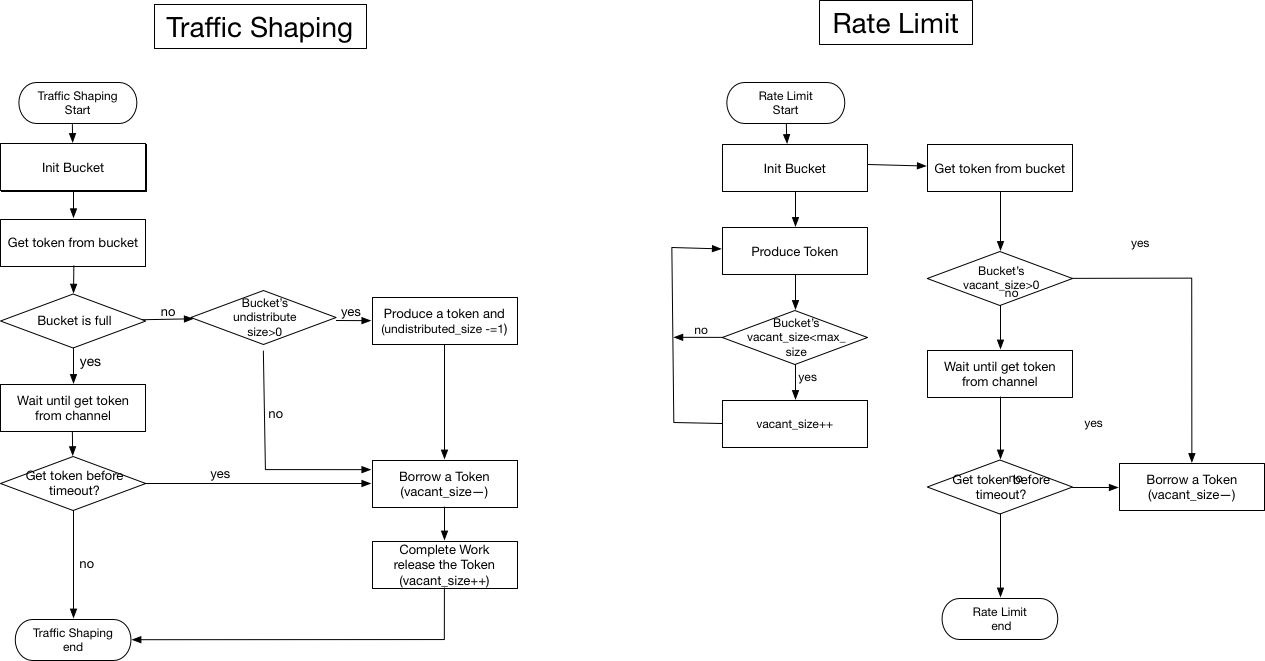 Traffic Shaping
Traffic Shaping
Start
Init Bucket
Get token from bucket
Bucket is full
no
Bucket's
undistribute
size>0
yes
Produce a token and
(undistributed_size -=1)
yes
Wait until get token
from channel
no
Get token before
timeout?
yes
Borrow a Token
(vacant_size—)
no
Complete Work
release the Token
(vacant_size++)
Traffic Shaping
end
Rate Limit
Rate Limit
Start
Init Bucket
Get token from bucket
Produce Token
yes
Bucket's
vacant_size>0
no
Bucket's
vacant_size<max_
size
no
yes
Wait until get token
from channel
vacant_size++
yes
Get token before
timeout?
no
Borrow a Token
(vacant_size—)
Rate Limit
end